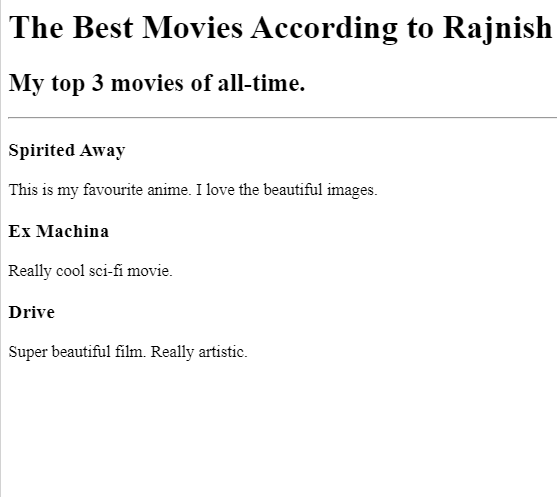 The Best Movies According to Rajnish
My top 3 movies of all-time.
Spirited Away
This is my favourite anime. I love the beautiful images.
Ex Machina
Really cool sci-fi movie.
Drive
Super beautiful film. Really artistic.